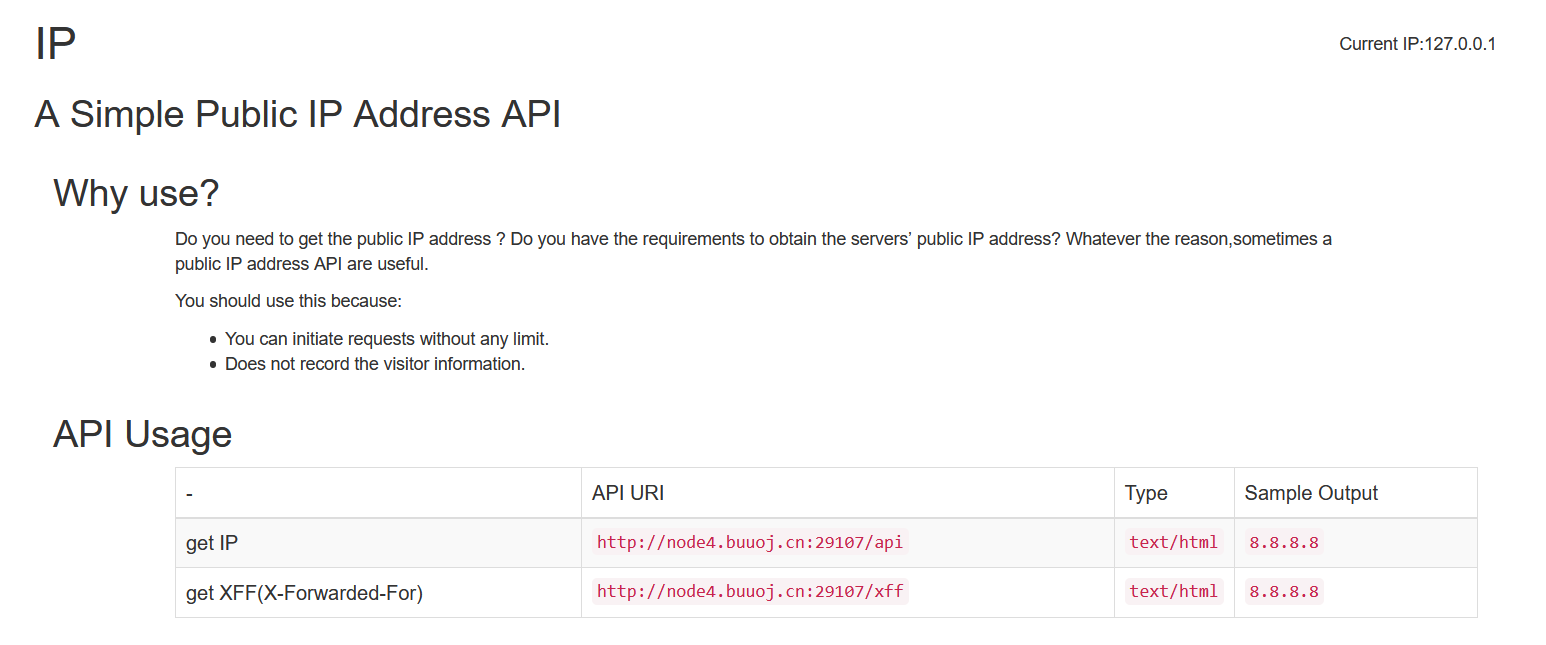 IP
Current IP:127.0.0.1
A Simple Public IP Address API
Why use?
Do you need to get the public IP address ? Do you have the requirements to obtain the servers’ public IP address? Whatever the reason,sometimes a
public IP address API are useful.
You should use this because:
• You can initiate requests without any limit.
• Does not record the visitor information.
API Usage
- API URI Type Sample Output
get IP http://node4.buuoj.cn:29107/api text/html 8.8.8.8
get XFF(X-Forwarded-For) http://node4.buuoj.cn:29107/xff text/html 8.8.8.8